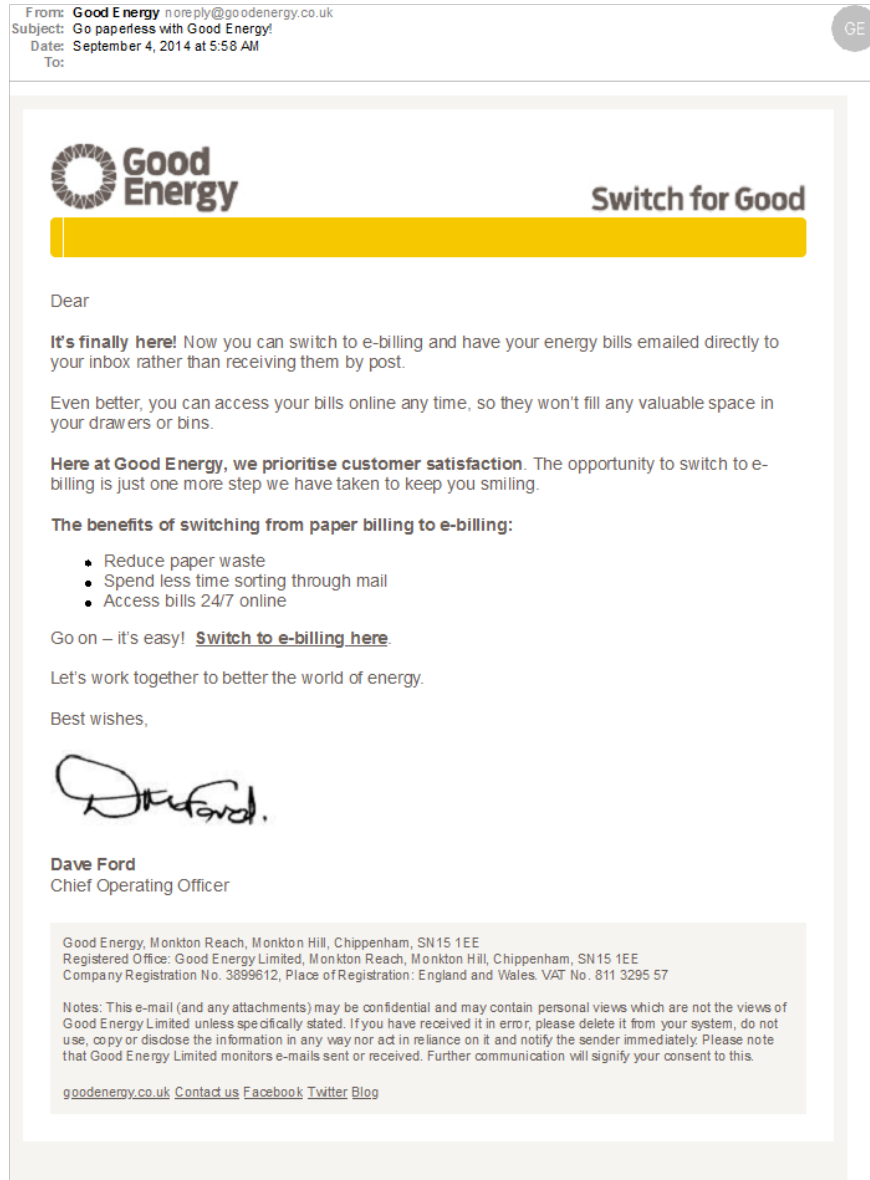 From: Good Energy noreply@goodenergy.co.uk
Subject: Go paperless with Good Energy!
Date: September 4, 2014 at 5:58 AM
To:
GE
Good
Energy
Switch for Good
Dear
It's finally here! Now you can switch to e-billing and have your energy bills emailed directly to
your inbox rather than receiving them by post.
Even better, you can access your bills online any time, so they won’t fill any valuable space in
your drawers or bins.
Here at Good Energy, we prioritise customer satisfaction. The opportunity to switch to e-
billing is just one more step we have taken to keep you smiling.
The benefits of switching from paper billing to e-billing:
• Reduce paper waste
• Spend less time sorting through mail
• Access bills 24/7 online
Go on – it’s easy! Switch to e-billing here.
Let’s work together to better the world of energy.
Best wishes,
Dave Ford.
Dave Ford
Chief Operating Officer
Good Energy, Monkton Reach, Monkton Hill, Chippenham, SN15 1EE
Registered Office: Good Energy Limited, Monkton Reach, Monkton Hill, Chippenham, SN15 1EE
Company Registration No. 3899612, Place of Registration: England and Wales. VAT No. 811 3295 57
Notes: This e-mail (and any attachments) may be confidential and may contain personal views which are not the views of
Good Energy Limited unless specifically stated. If you have received it in error, please delete it from your system, do not
use, copy or disclose the information in any way nor act in reliance on it and notify the sender immediately. Please note
that Good Energy Limited monitors e-mails sent or received. Further communication will signify your consent to this.
goodenergy.co.uk Contact us Facebook Twitter Blog